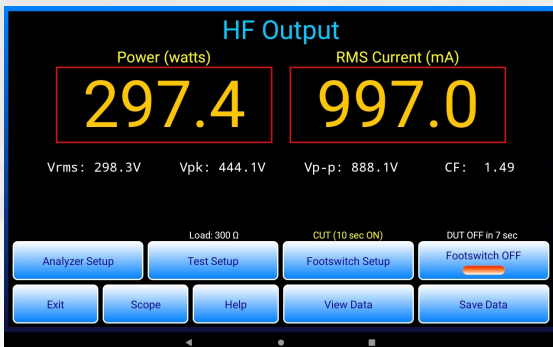 HF Output
Power (watts) RMS Current (mA)
297.4 997.0
Vrms: 298.3V Vpk: 444.1V Vp-p: 888.1V CF: 1.49
Load: 300 Ω CUT (10 sec ON) DUT OFF in 7 sec
Analyzer Setup Test Setup Footswitch Setup Footswitch OFF
Exit Scope Help View Data Save Data